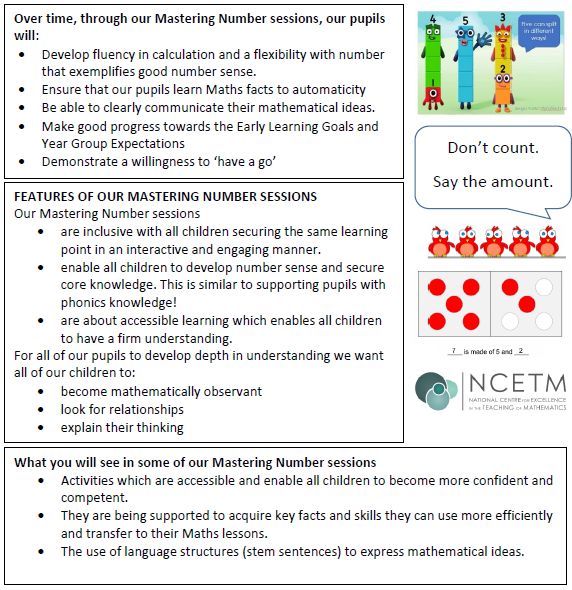 Over time, through our Mastering Number sessions, our pupils
will:
• Develop fluency in calculation and a flexibility with number
that exemplifies good number sense.
• Ensure that our pupils learn Maths facts to automaticity
• Be able to clearly communicate their mathematical ideas.
• Make good progress towards the Early Learning Goals and
Year Group Expectations
• Demonstrate a willingness to ‘have a go’
4
5
3
Five can split
in different
ways!
1
2
Don’t count.
Say the amount.
FEATURES OF OUR MASTERING NUMBER SESSIONS
Our Mastering Number sessions
• are inclusive with all children securing the same learning
point in an interactive and engaging manner.
• enable all children to develop number sense and secure
core knowledge. This is similar to supporting pupils with
phonics knowledge!
• are about accessible learning which enables all children
to have a firm understanding.
For all of our pupils to develop depth in understanding we want
all of our children to:
• become mathematically observant
• look for relationships
• explain their thinking
7 is made of 5 and 2
NCETM
NATIONAL CENTRE FOR EXCELLENCE
IN THE TEACHING OF MATHEMATICS
What you will see in some of our Mastering Number sessions
• Activities which are accessible and enable all children to become more confident and
competent.
• They are being supported to acquire key facts and skills they can use more efficiently
and transfer to their Maths lessons.
• The use of language structures (stem sentences) to express mathematical ideas.